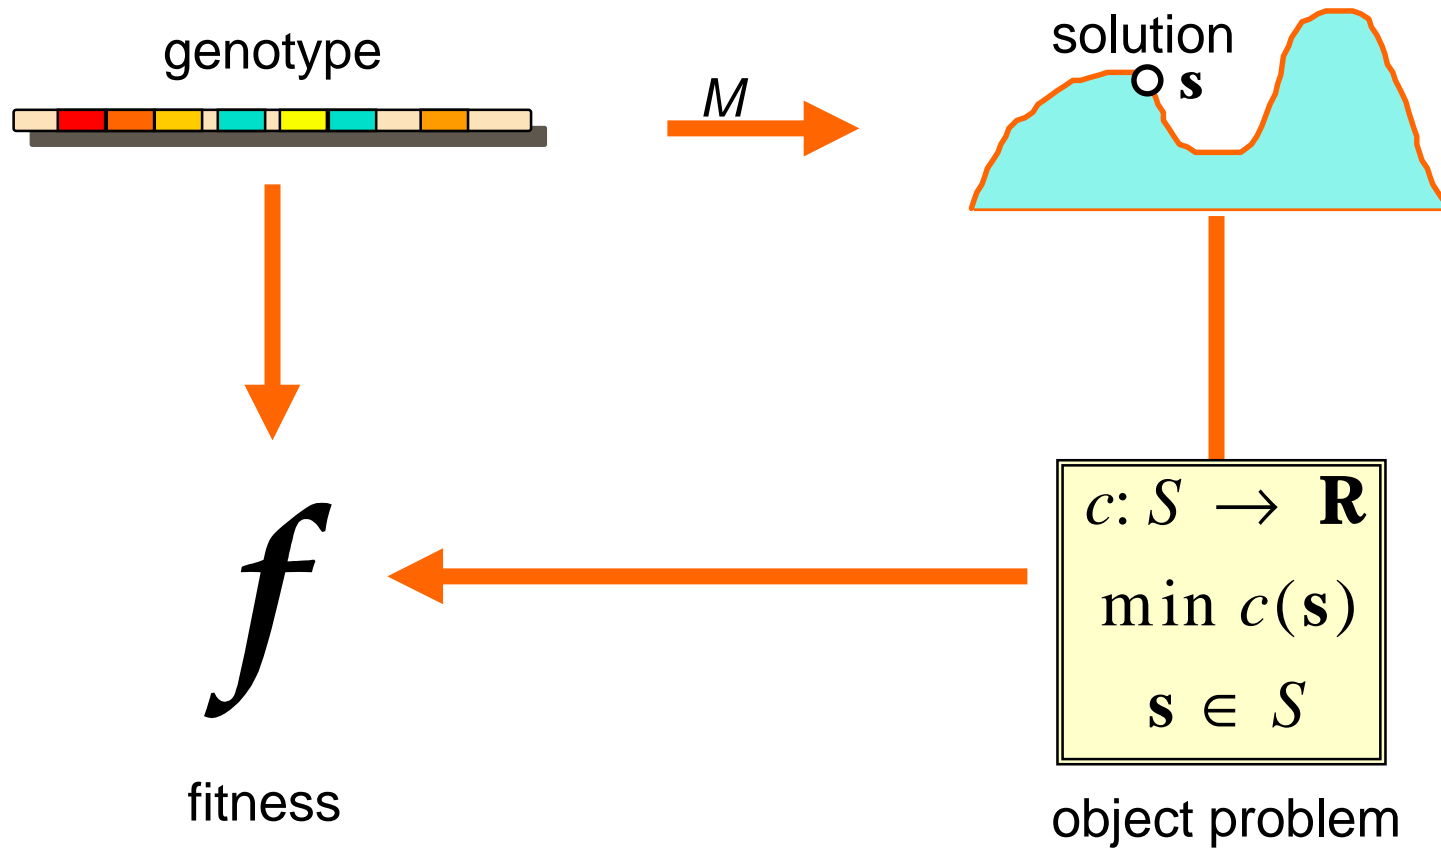 genotype
M
solution
s
c: S → R
min c(s)
s ∈ S
f
fitness
object problem